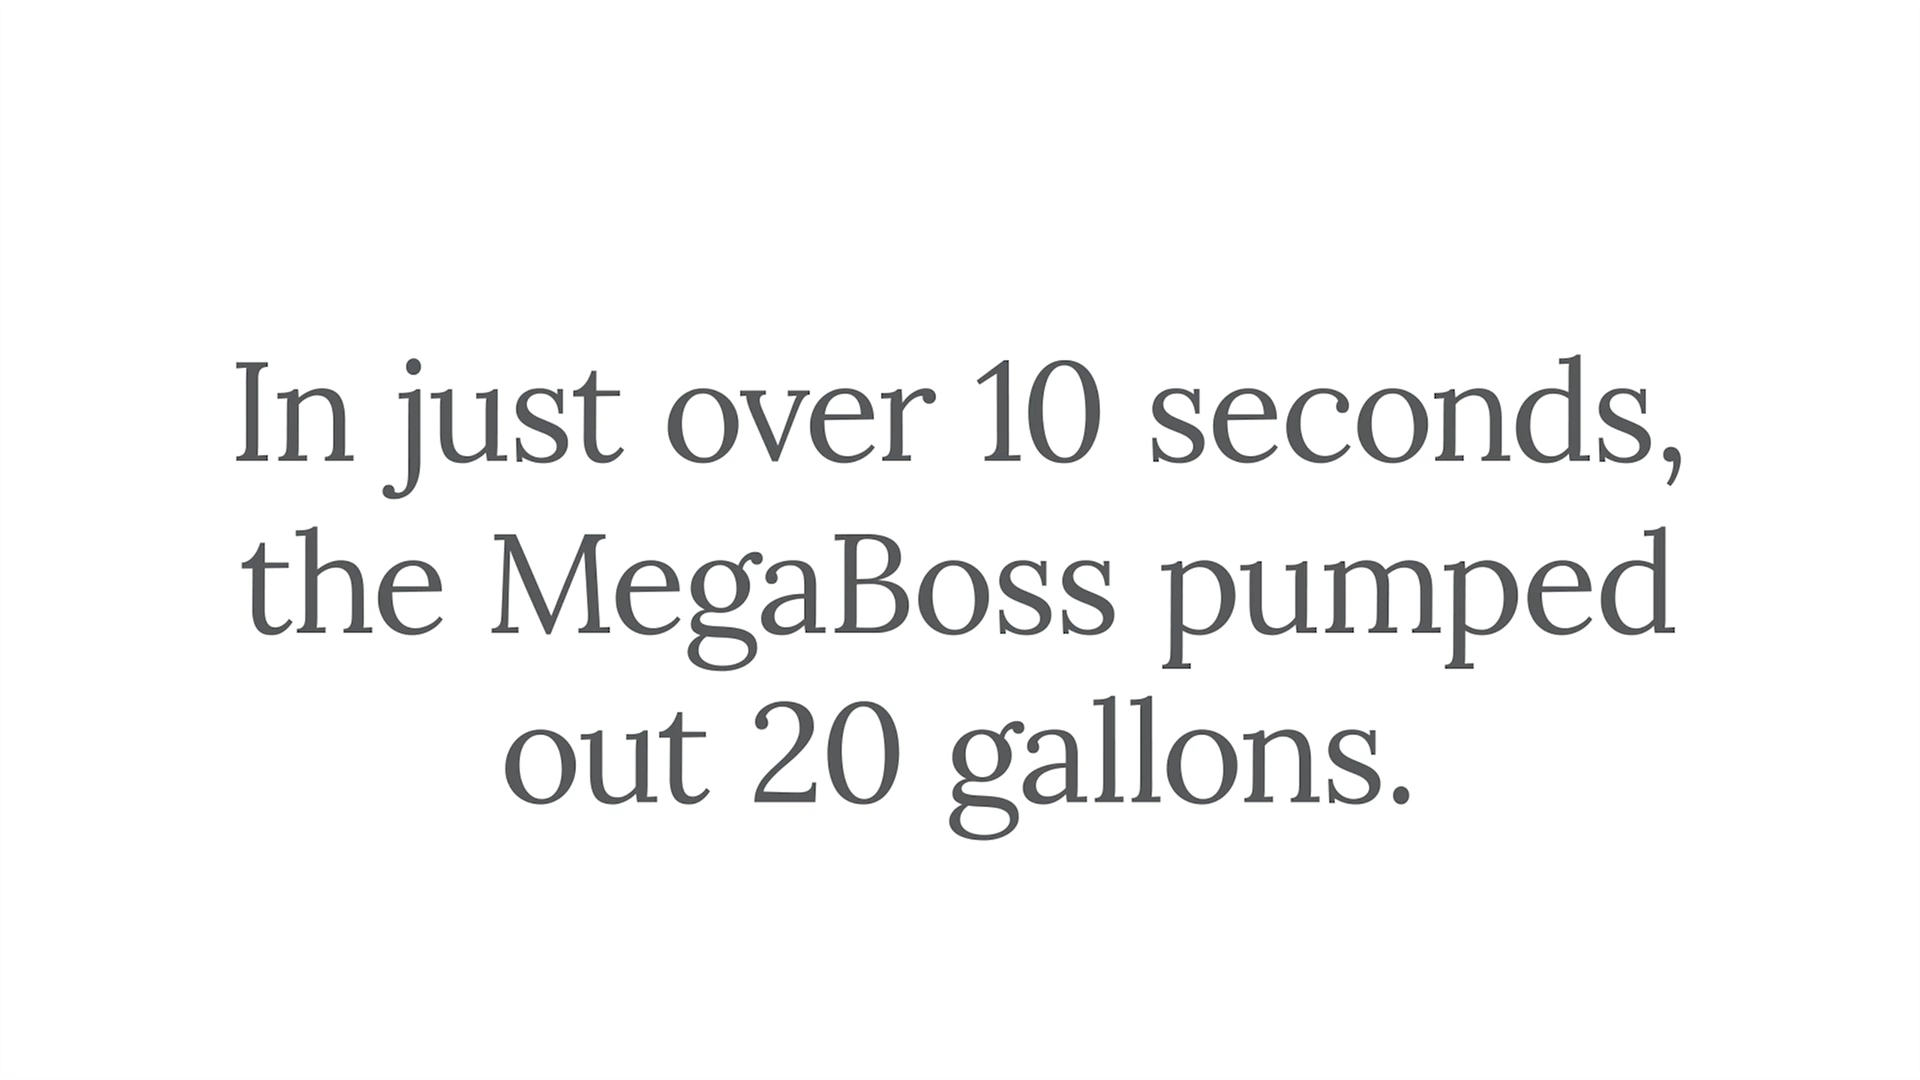 In just over 10 seconds,
the MegaBoss pumped
out 20 gallons.